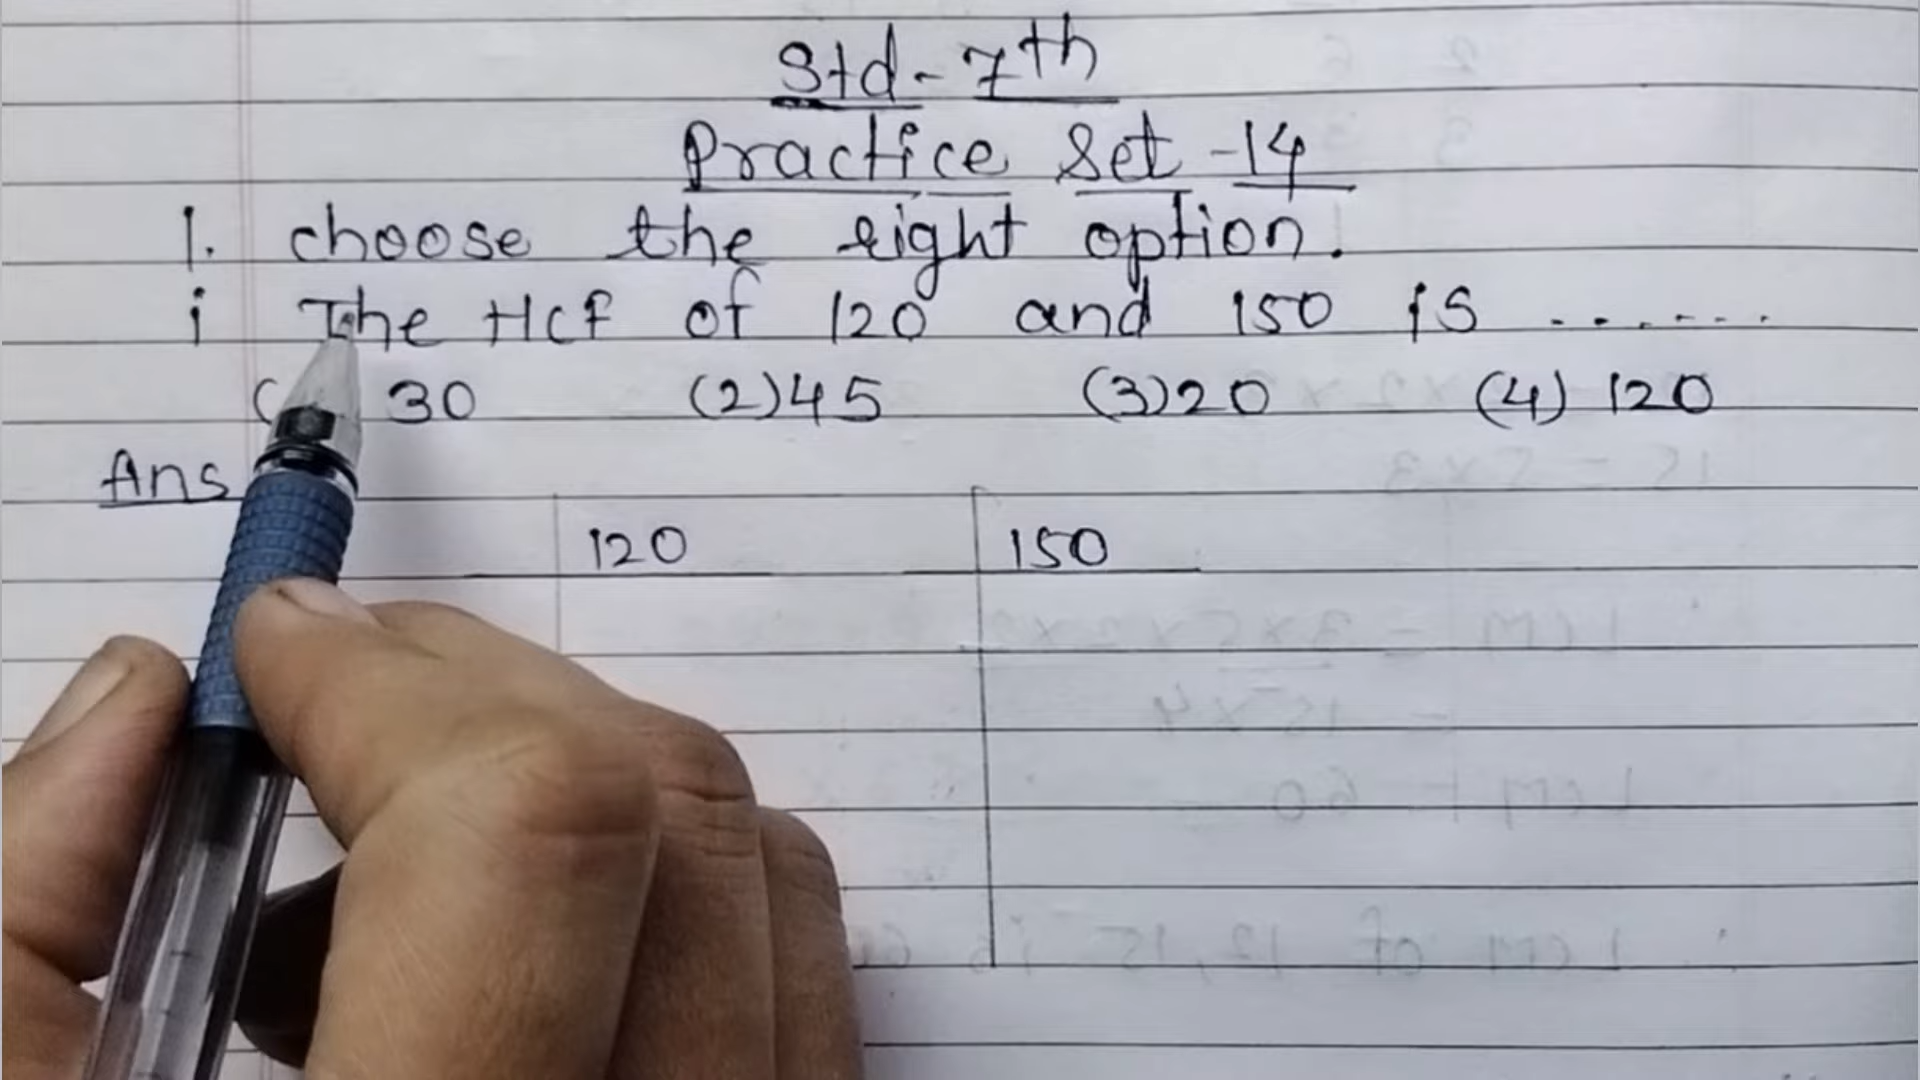 Std - 7th
Practice Set - 14
1. choose the right option.
i The HCF of 120 and 150 is .......
( 30 (2) 45 (3) 20 (4) 120
Ans
120 150